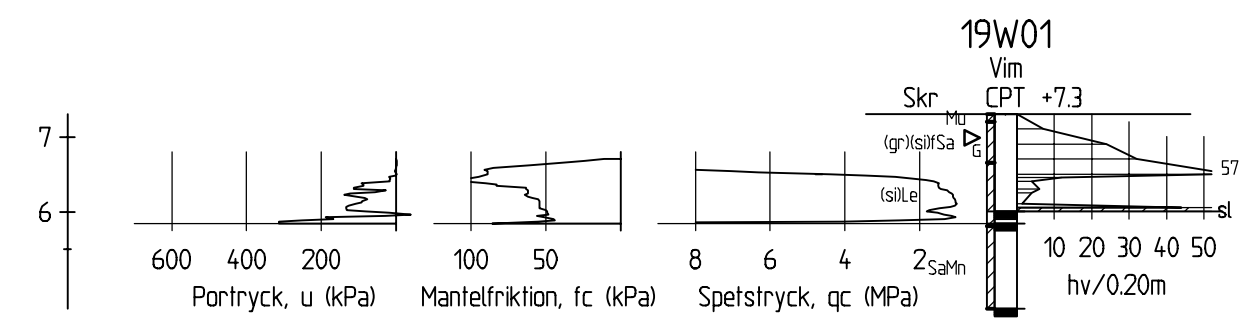 19W01
Vim
Skr CPT +7.3
Mu
7
(gr)(si)fSa
G
57
(si)Le
6
sl
600 400 200 100 50 8 6 4 2 SaMn 10 20 30 40 50
Portryck, u (kPa) Mantelfriktion, fc (kPa) Spetstryck, qc (MPa) hv/0.20m